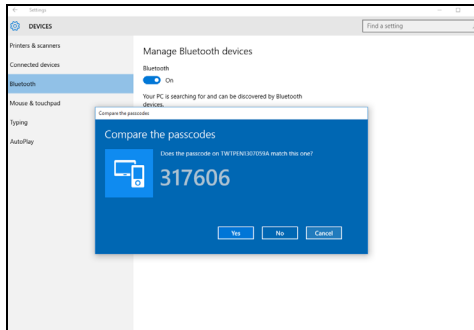 Settings
DEVICES
Find a setting
Printers & scanners
Connected devices
Bluetooth
Mouse & touchpad
Typing
AutoPlay
Manage Bluetooth devices
Bluetooth
On
Your PC is searching for and can be discovered by Bluetooth
devices.
Compare the passcodes
Compare the passcodes
Does the passcode on TWTPEN1307059A match this one?
317606
Yes
No
Cancel